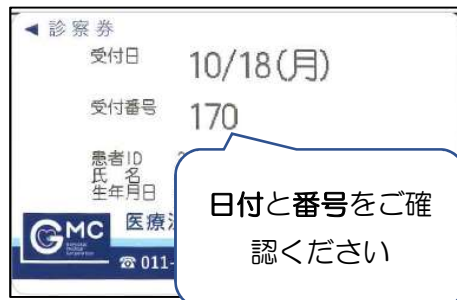 ◀ 診察券
受付日 10/18(月)
受付番号 170
患者ID
氏 名
生年月日
日付と番号をご確
認ください
GMC 医療
☎ 011-